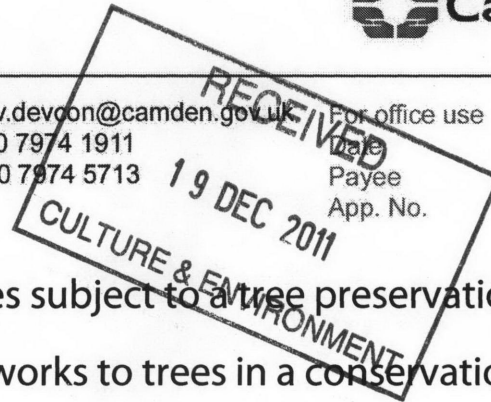 Ca
v.devcon@camden.gov.uk
0 7974 1911
0 7974 5713
For office use
Date
Payee
App. No.
RECEIVED
19 DEC 2011
CULTURE & ENVIRONMENT
es subject to a tree preservatio
works to trees in a conservatio